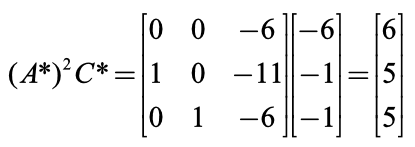 (A*)²C* = [0 0 -6; 1 0 -11; 0 1 -6] [-6; -1; -1] = [6; 5; 5]